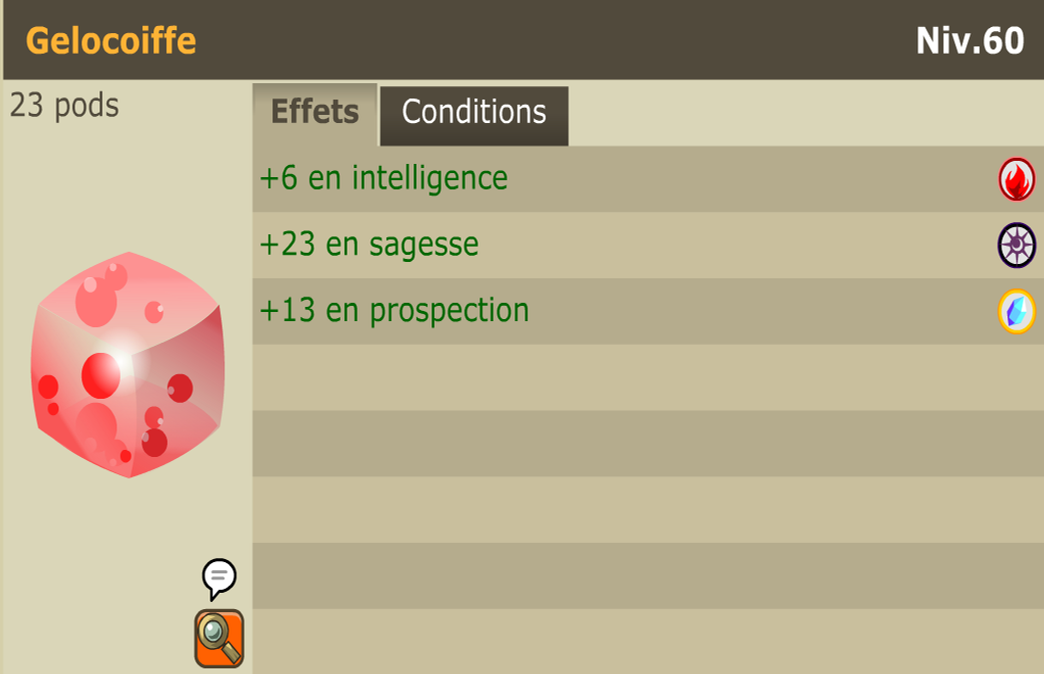 Gelocoiffe
Niv.60
23 pods
Effets
Conditions
+6 en intelligence
+23 en sagesse
+13 en prospection